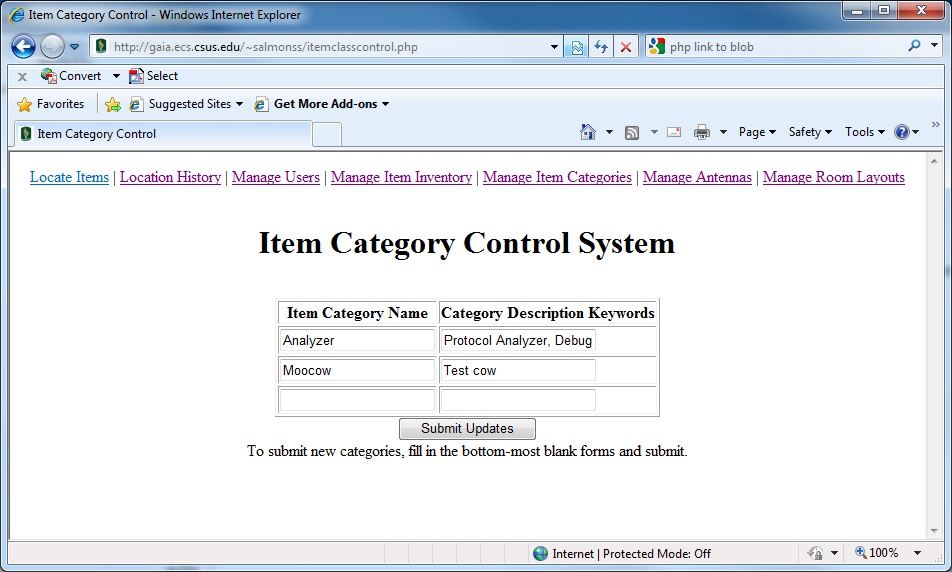 Item Category Control - Windows Internet Explorer
http://gaia.ecs.csus.edu/~salmonss/itemclasscontrol.php
php link to blob
x Convert Select
Favorites Suggested Sites Get More Add-ons
Item Category Control Page Safety Tools »
Locate Items | Location History | Manage Users | Manage Item Inventory | Manage Item Categories | Manage Antennas | Manage Room Layouts
Item Category Control System
Item Category Name Category Description Keywords
Analyzer Protocol Analyzer, Debug
Moocow Test cow
Submit Updates
To submit new categories, fill in the bottom-most blank forms and submit.
Internet | Protected Mode: Off 100%